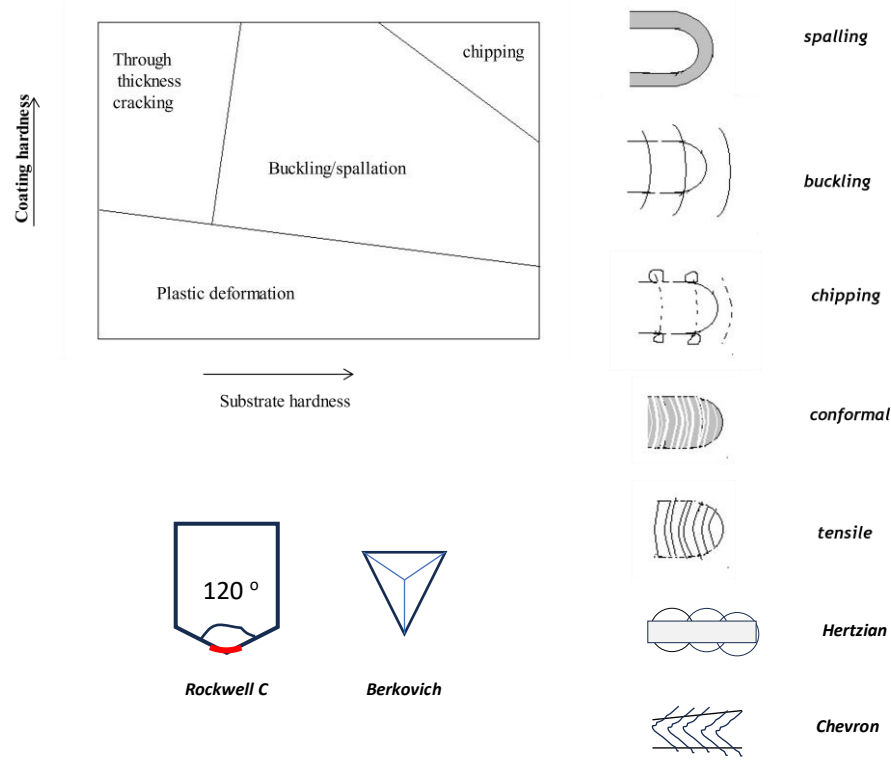 Through
thickness
cracking
chipping
Buckling/spallation
Plastic deformation
Coating hardness
Substrate hardness
spalling
buckling
chipping
conformal
tensile
Hertzian
Chevron
120 º
Rockwell C
Berkovich